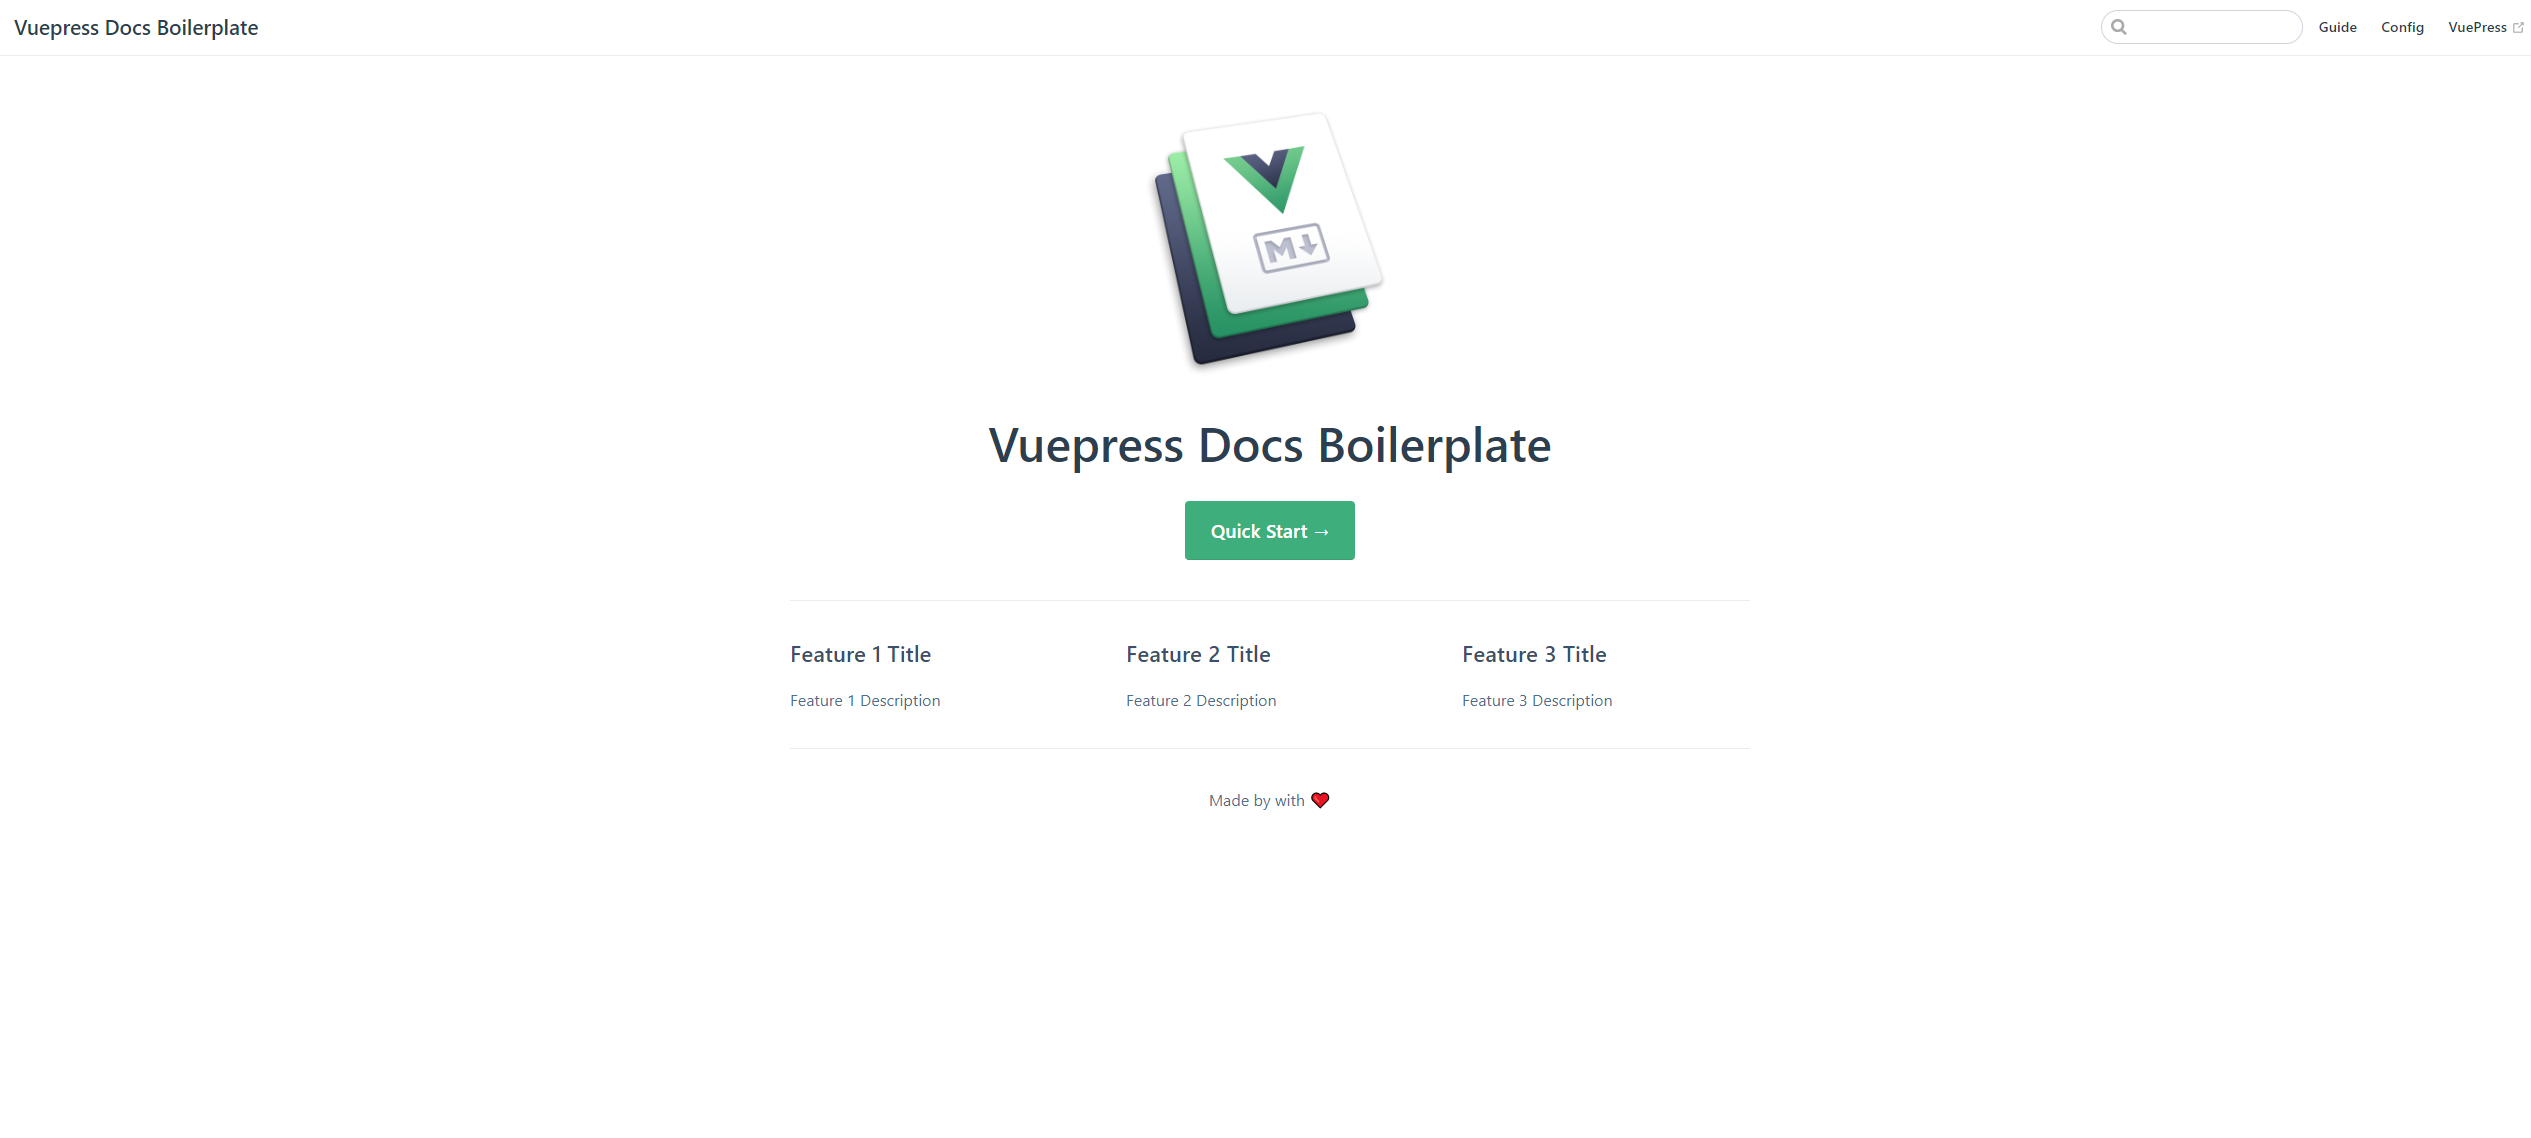 Vuepress Docs Boilerplate
Guide Config VuePress
M
Vuepress Docs Boilerplate
Quick Start →
Feature 1 Title Feature 2 Title Feature 3 Title
Feature 1 Description Feature 2 Description Feature 3 Description
Made by with ❤️